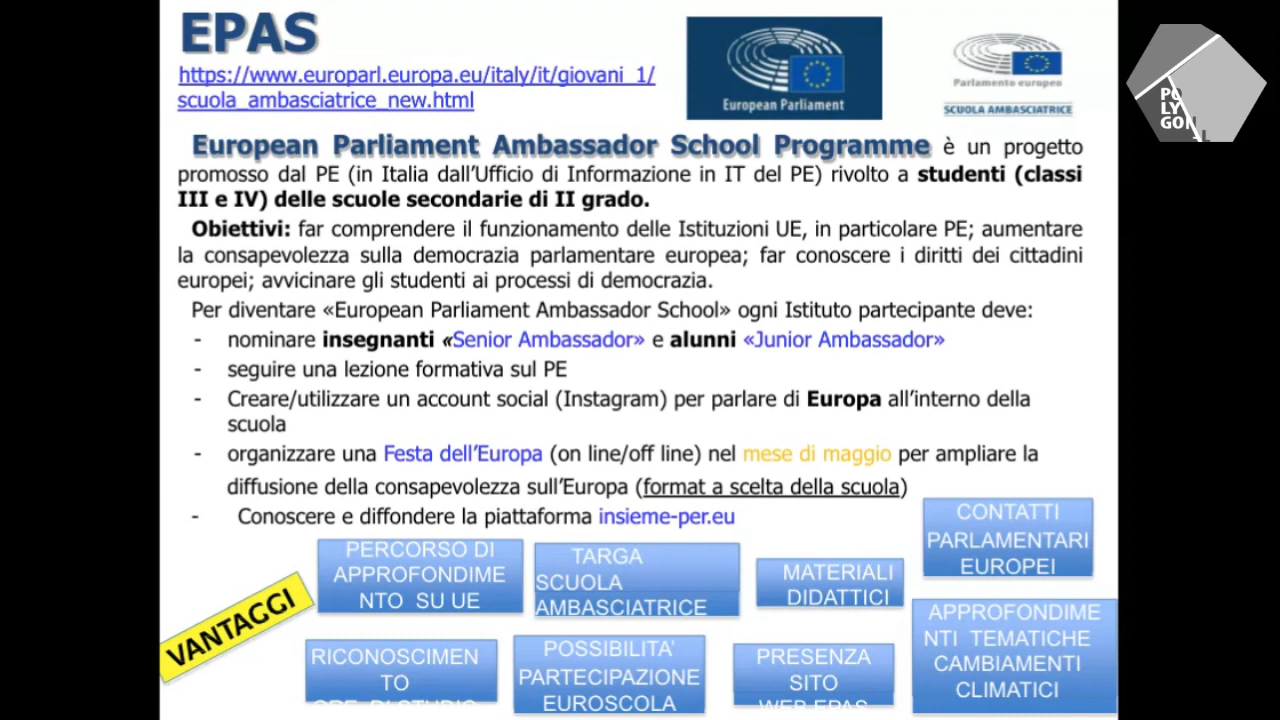 EPAS
https://www.europarl.europa.eu/italy/it/giovani_1/
scuola_ambasciatrice_new.html
European Parliament
Parlamento europeo
SCUOLA AMBASCIATRICE
PO
LY
GON
AL
European Parliament Ambassador School Programme è un progetto
promosso dal PE (in Italia dall'Ufficio di Informazione in IT del PE) rivolto a studenti (classi
III e IV) delle scuole secondarie di II grado.
Obiettivi: far comprendere il funzionamento delle Istituzioni UE, in particolare PE; aumentare
la consapevolezza sulla democrazia parlamentare europea; far conoscere i diritti dei cittadini
europei; avvicinare gli studenti ai processi di democrazia.
Per diventare «European Parliament Ambassador School» ogni Istituto partecipante deve:
- nominare insegnanti «Senior Ambassador» e alunni «Junior Ambassador»
- seguire una lezione formativa sul PE
- Creare/utilizzare un account social (Instagram) per parlare di Europa all'interno della
scuola
- organizzare una Festa dell'Europa (on line/off line) nel mese di maggio per ampliare la
diffusione della consapevolezza sull'Europa (format a scelta della scuola)
- Conoscere e diffondere la piattaforma insieme-per.eu
VANTAGGI
PERCORSO DI
APPROFONDIME
NTO SU UE
TARGA
SCUOLA
AMBASCIATRICE
MATERIALI
DIDATTICI
CONTATTI
PARLAMENTARI
EUROPEI
RICONOSCIMEN
TO
ORE DI STUDIO
POSSIBILITA'
PARTECIPAZIONE
EUROSCOLA
PRESENZA
SITO
WEB EPAS
APPROFONDIME
NTI TEMATICHE
CAMBIAMENTI
CLIMATICI